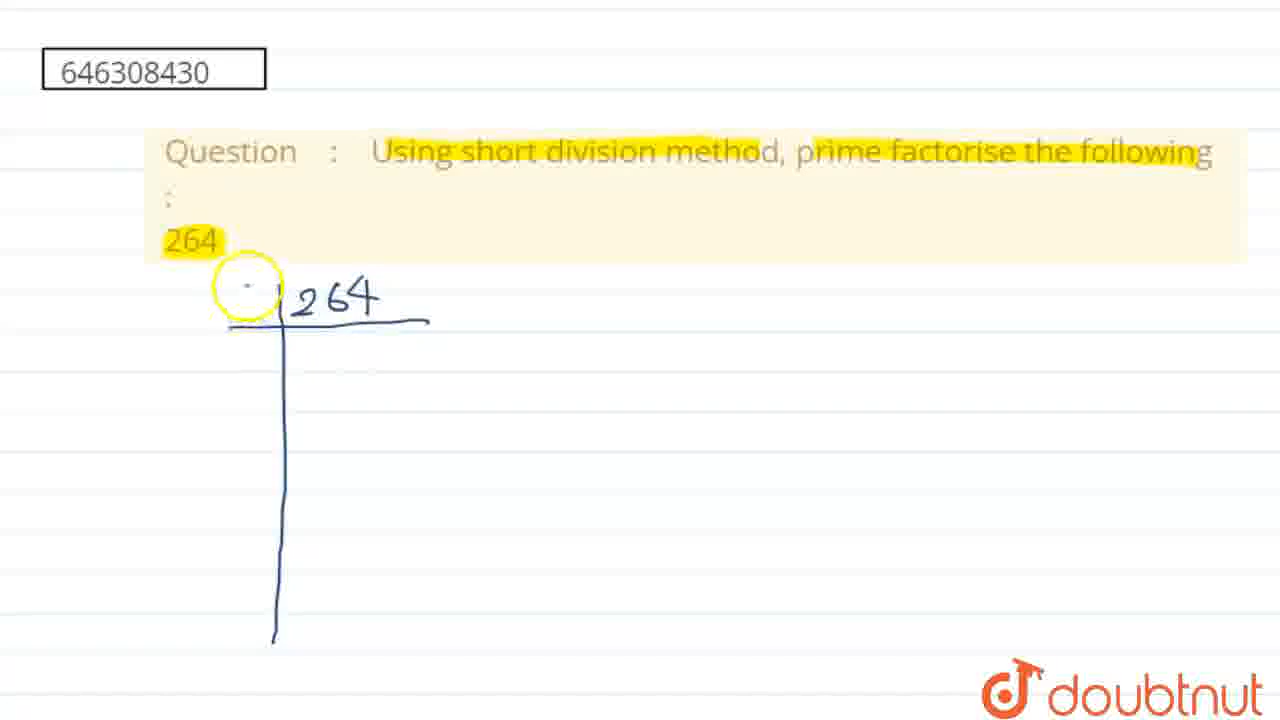 646308430
Question : Using short division method, prime factorise the following
:
264
264
doubtnut